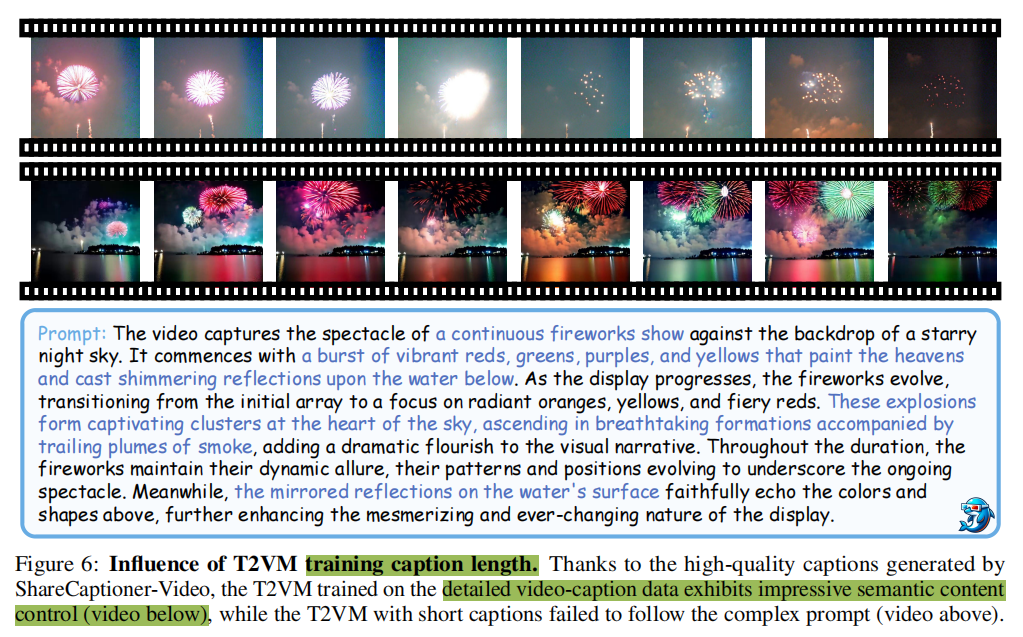 Prompt: The video captures the spectacle of a continuous fireworks show against the backdrop of a starry
night sky. It commences with a burst of vibrant reds, greens, purples, and yellows that paint the heavens
and cast shimmering reflections upon the water below. As the display progresses, the fireworks evolve,
transitioning from the initial array to a focus on radiant oranges, yellows, and fiery reds. These explosions
form captivating clusters at the heart of the sky, ascending in breathtaking formations accompanied by
trailing plumes of smoke, adding a dramatic flourish to the visual narrative. Throughout the duration, the
fireworks maintain their dynamic allure, their patterns and positions evolving to underscore the ongoing
spectacle. Meanwhile, the mirrored reflections on the water's surface faithfully echo the colors and
shapes above, further enhancing the mesmerizing and ever-changing nature of the display.
Figure 6: Influence of T2VM training caption length. Thanks to the high-quality captions generated by
ShareCaptioner-Video, the T2VM trained on the detailed video-caption data exhibits impressive semantic content
control (video below), while the T2VM with short captions failed to follow the complex prompt (video above).